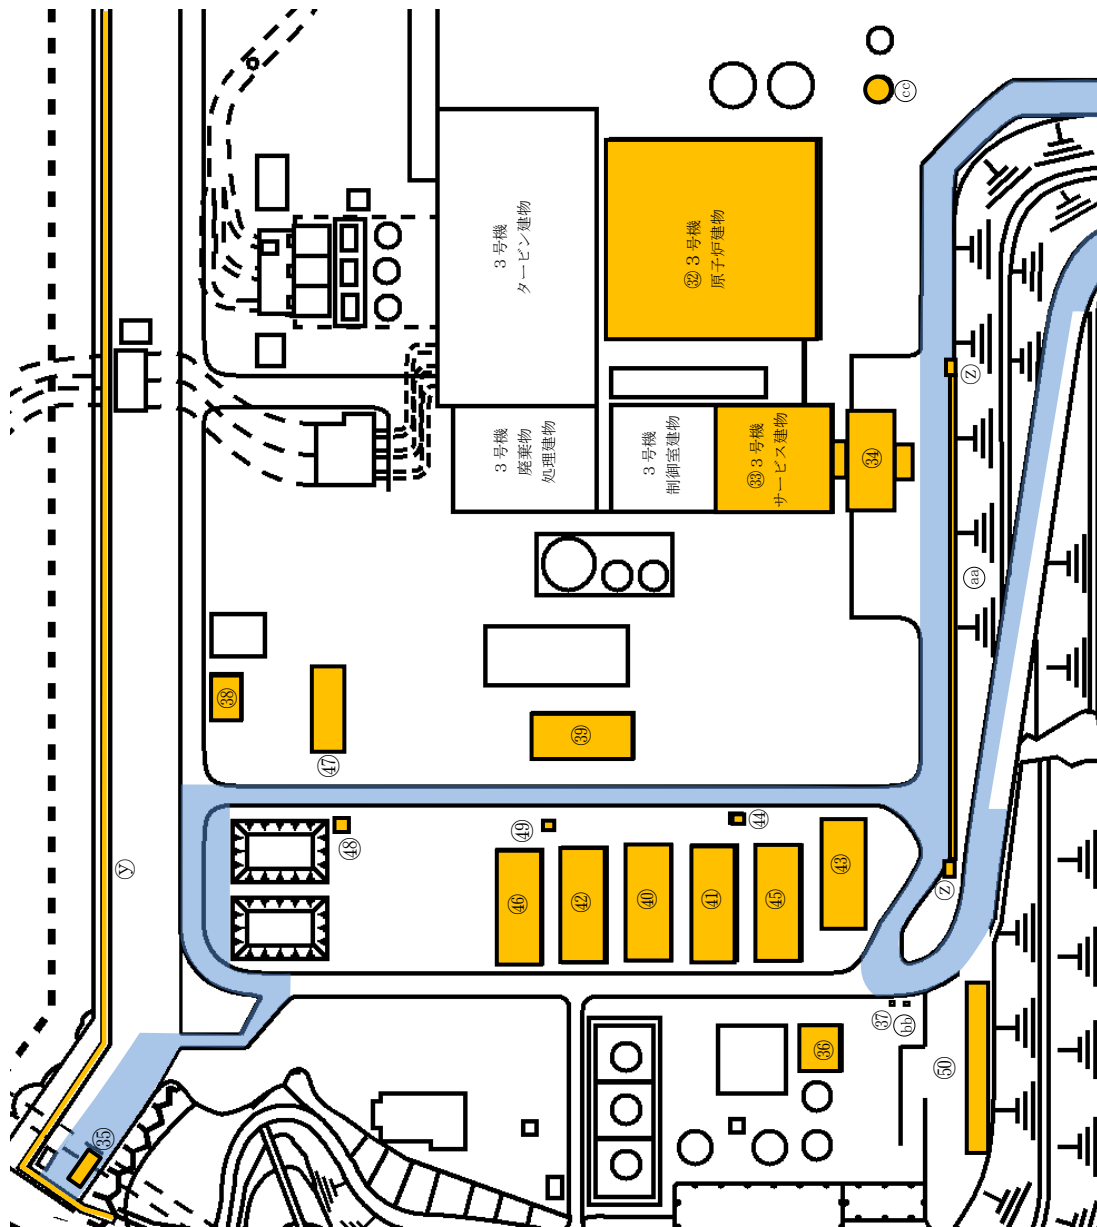 cc
3号機
タービン建物
㉜3号機
原子炉建物
z
3号機
廃棄物
処理建物
3号機
制御室建物
㉝3号機
サービス建物
㉞
aa
㊳
㊴
㊼
㊾
㊹
㊽
y
㊻
㊷
㊵
㊶
㊺
㊸
z
㊲
bb
㊱
㊿
㉟